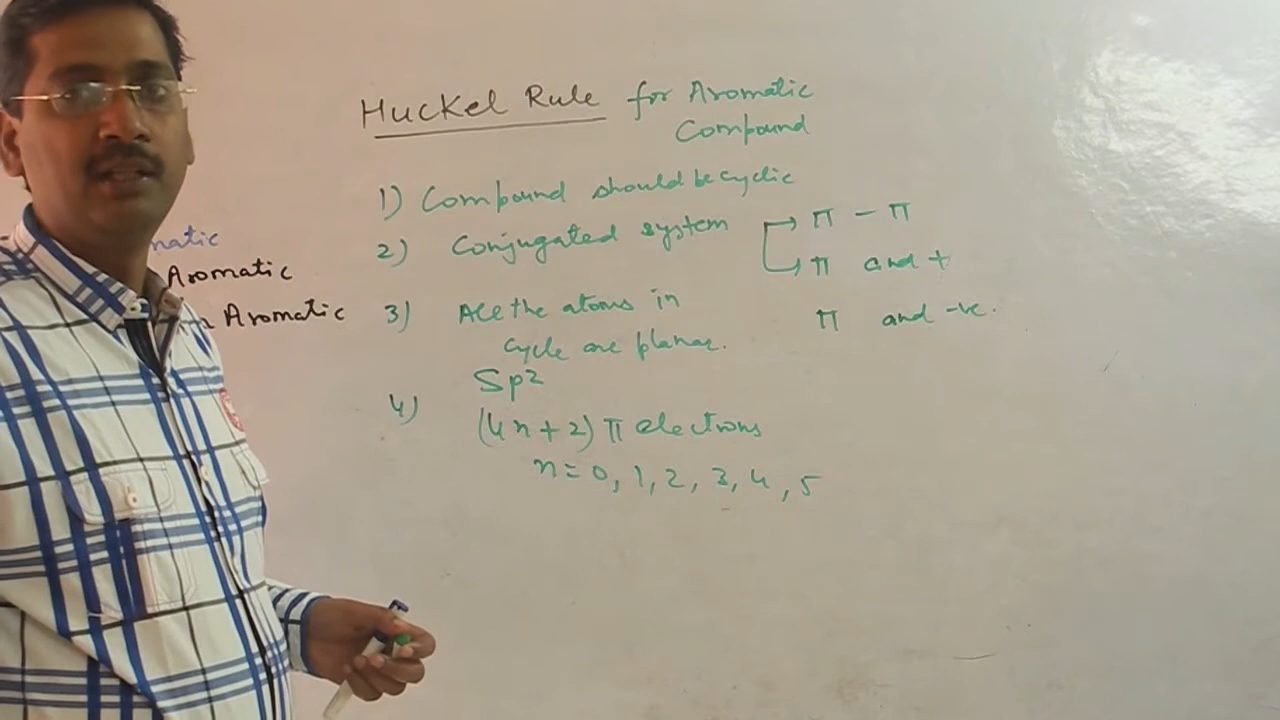 Huckel Rule for Aromatic
Compound
1) Compound should be cyclic
2) Conjugated system → π - π
→ π and +
π and -ve.
3) All the atoms in
cycle are planar.
Sp2
4) (4n+2) π electrons
n = 0, 1, 2, 3, 4, 5
matic
Aromatic
n Aromatic